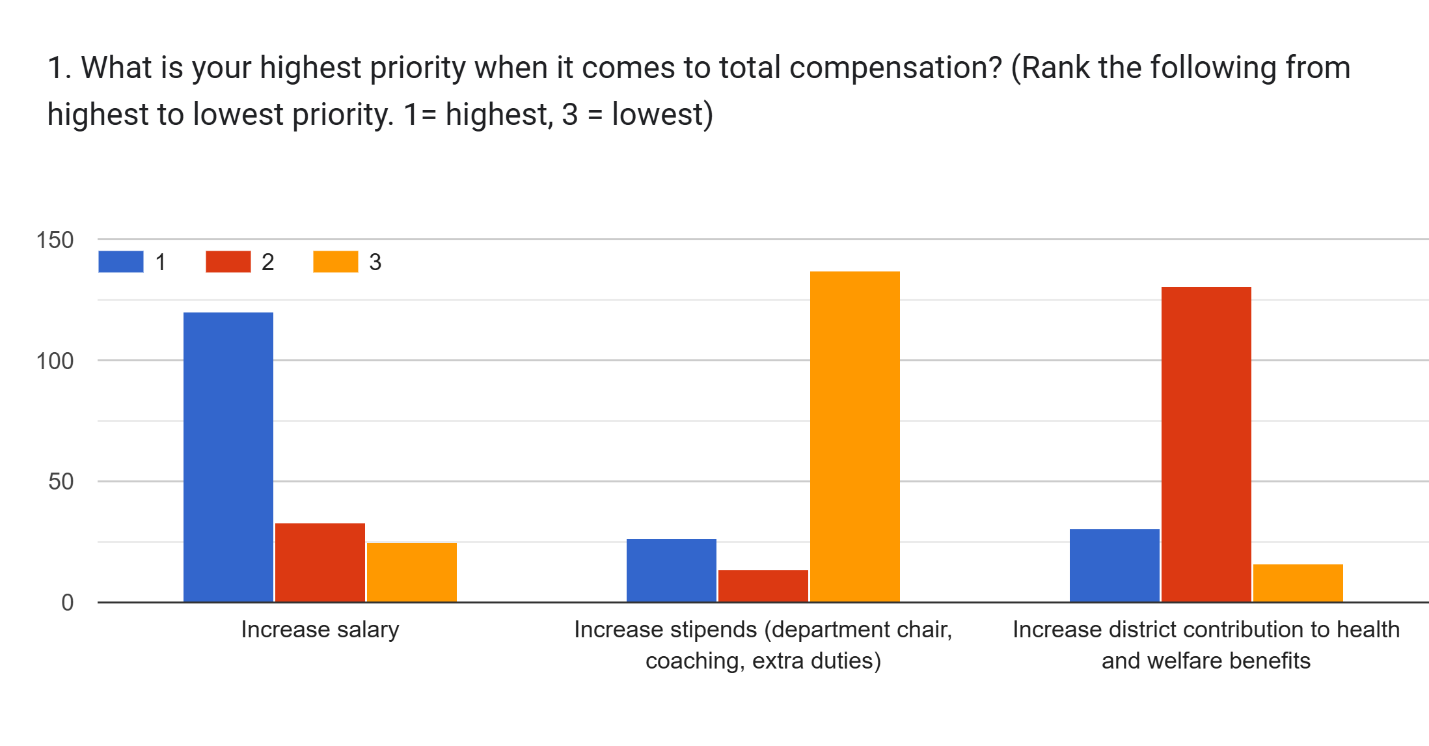 1. What is your highest priority when it comes to total compensation? (Rank the following from
highest to lowest priority. 1= highest, 3 = lowest)
150
1 2 3
100
50
0
Increase salary
Increase stipends (department chair,
coaching, extra duties)
Increase district contribution to health
and welfare benefits